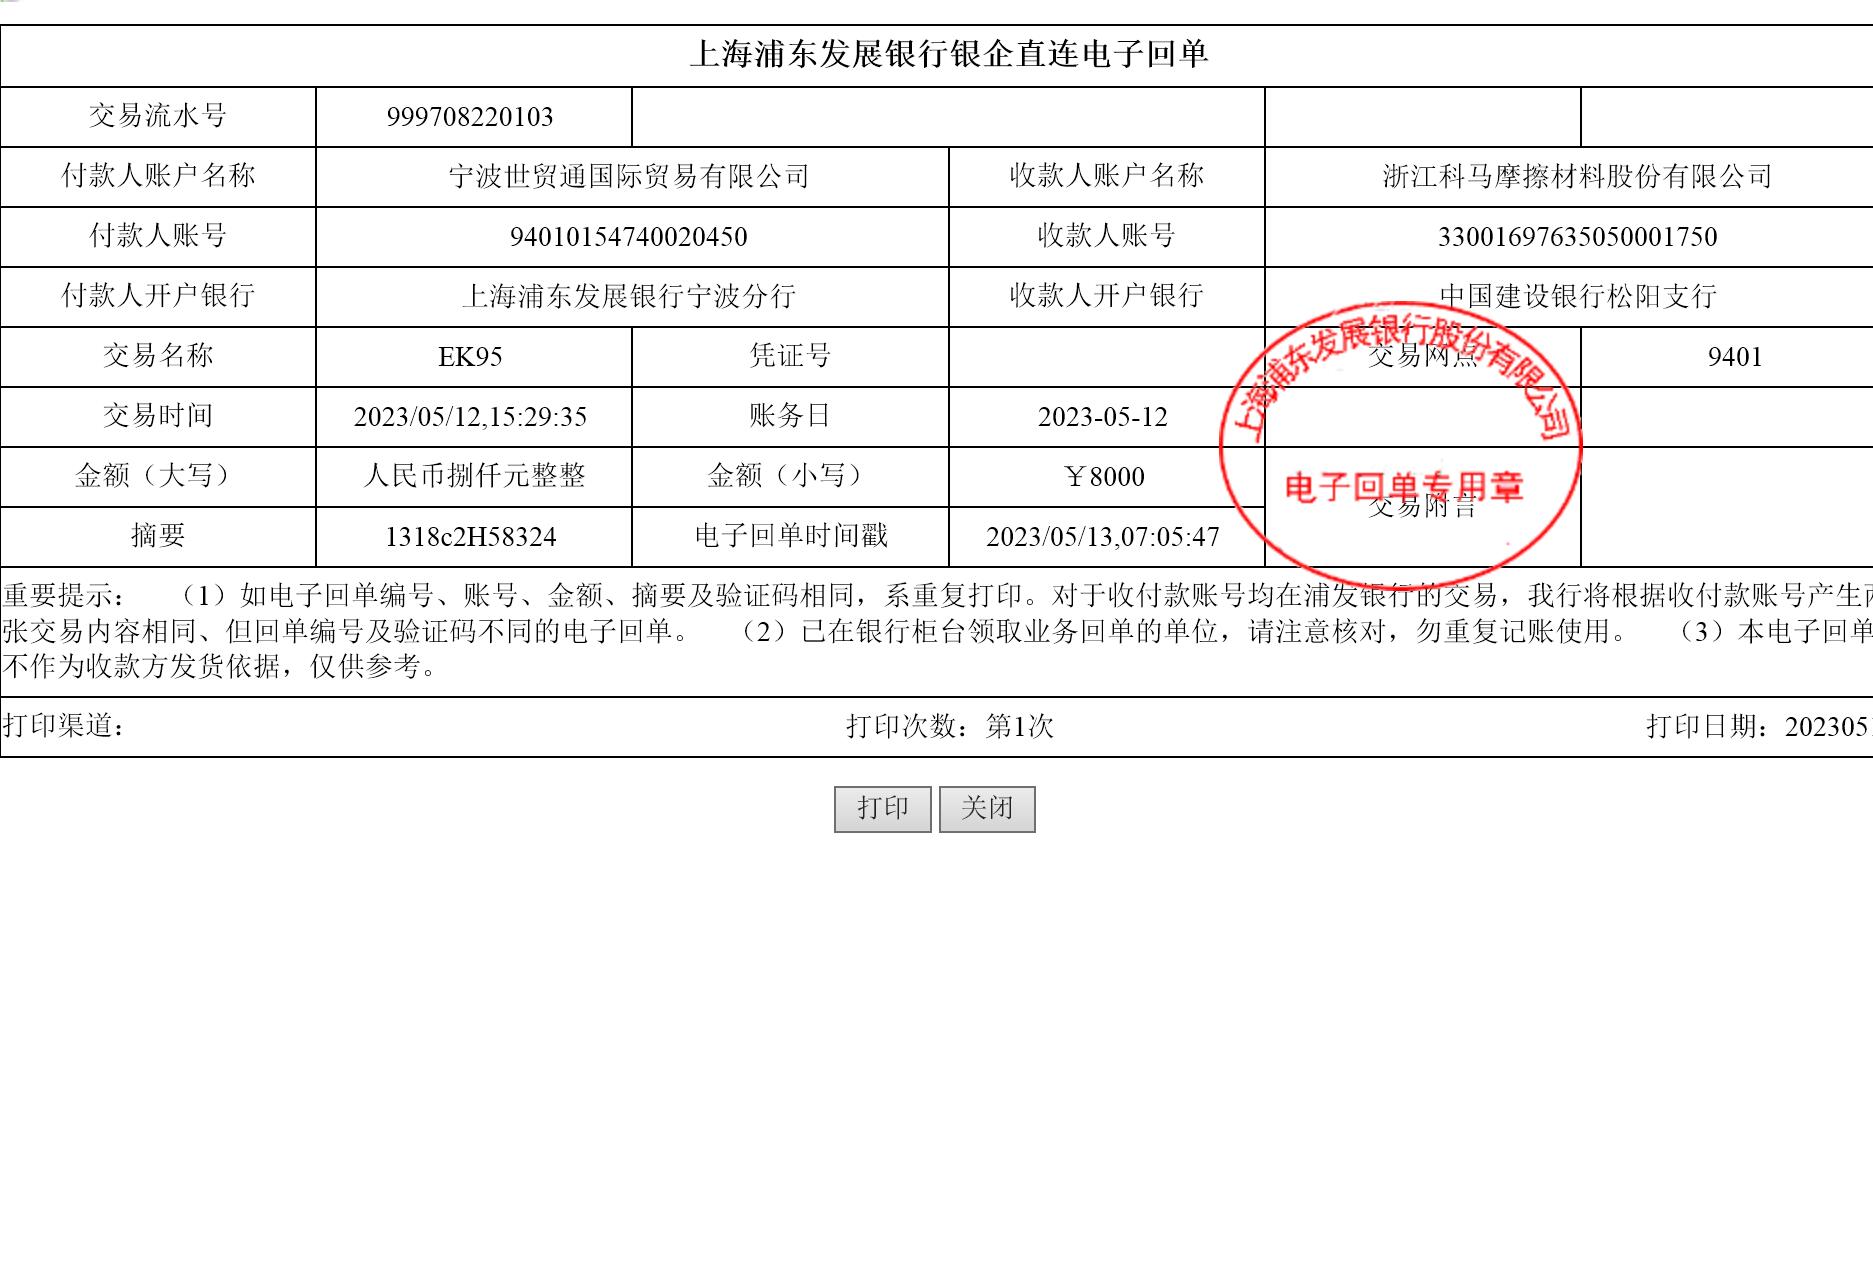 上海浦东发展银行银企直连电子回单
交易流水号 999708220103
付款人账户名称 宁波世贸通国际贸易有限公司 收款人账户名称 浙江科马摩擦材料股份有限公司
付款人账号 94010154740020450 收款人账号 33001697635050001750
付款人开户银行 上海浦东发展银行宁波分行 收款人开户银行 中国建设银行松阳支行
交易名称 EK95 凭证号 交易网点 9401
交易时间 2023/05/12,15:29:35 账务日 2023-05-12
金额（大写） 人民币捌仟元整整 金额（小写） ￥8000
交易附言
摘要 1318c2H58324 电子回单时间戳 2023/05/13,07:05:47
上海浦东发展银行股份有限公司
电子回单专用章
重要提示： （1）如电子回单编号、账号、金额、摘要及验证码相同，系重复打印。对于收付款账号均在浦发银行的交易，我行将根据收付款账号产生两
张交易内容相同、但回单编号及验证码不同的电子回单。 （2）已在银行柜台领取业务回单的单位，请注意核对，勿重复记账使用。 （3）本电子回单
不作为收款方发货依据，仅供参考。
打印渠道： 打印次数：第1次 打印日期：202305
打印 关闭